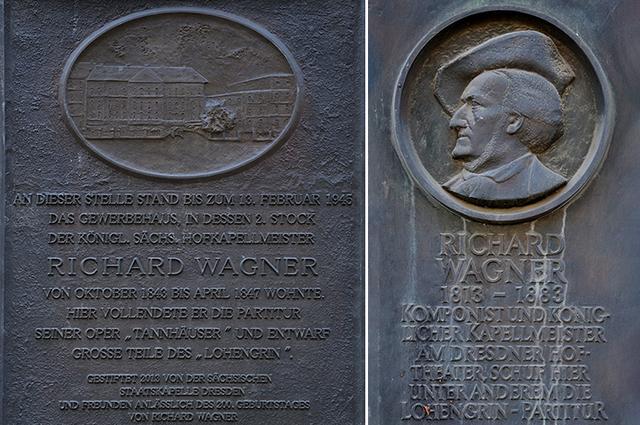 AN DIESER STELLE STAND BIS ZUM 13. FEBRUAR 1945
DAS GEWERBEHAUS, IN DESSEN 2. STOCK
DER KÖNIGL. SÄCHS. HOFKAPELLMEISTER
RICHARD WAGNER
VON OKTOBER 1843 BIS APRIL 1847 WOHNTE.
HIER VOLLENDETE ER DIE PARTITUR
SEINER OPER „TANNHÄUSER" UND ENTWARF
GROSSE TEILE DES „LOHENGRIN".
GESTIFTET 2013 VON DER SÄCHSISCHEN
STAATSKAPELLE DRESDEN
UND FREUNDEN ANLÄSSLICH DES 200. GEBURTSTAGES
VON RICHARD WAGNER
RICHARD
WAGNER
1813 – 1883
KOMPONIST UND KÖNIG-
LICHER KAPELLMEISTER
AM DRESDNER HOF-
THEATER, SCHUF HIER
UNTER ANDEREM DIE
LOHENGRIN-PARTITUR